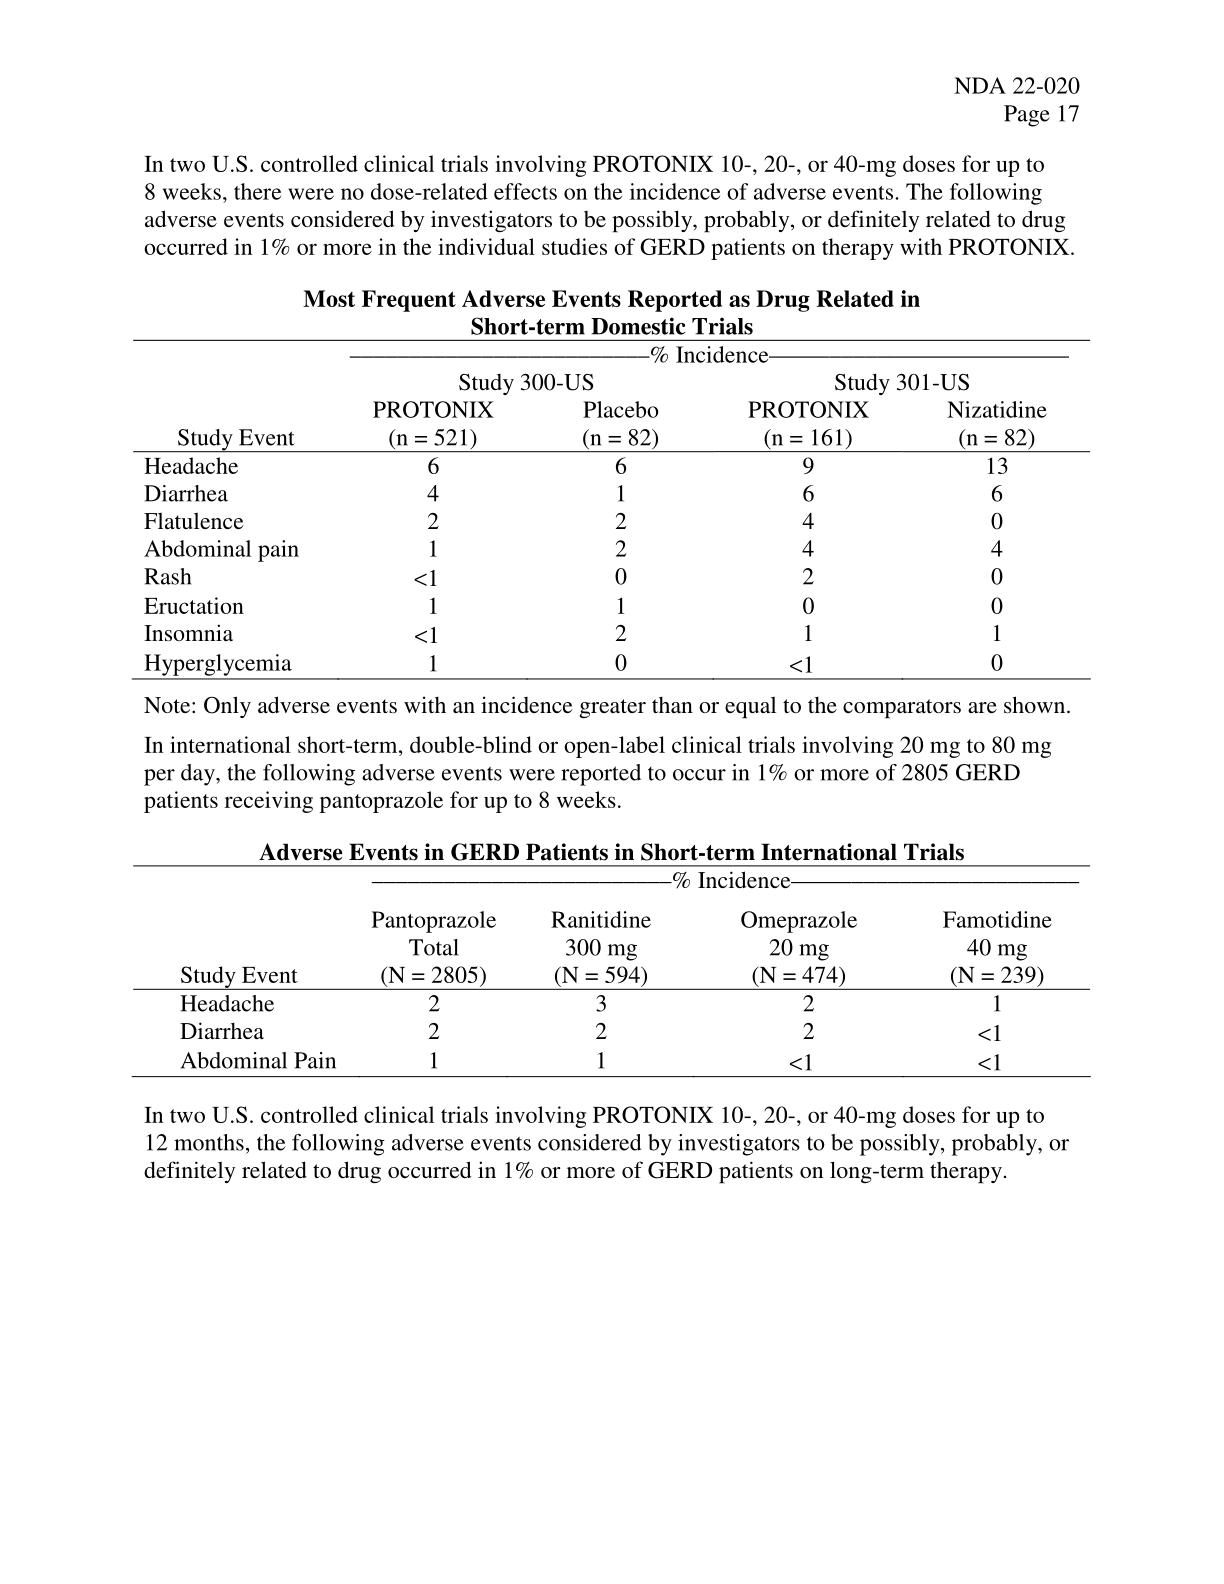 NDA 22-020
Page 17
In two U.S. controlled clinical trials involving PROTONIX 10-, 20-, or 40-mg doses for up to
8 weeks, there were no dose-related effects on the incidence of adverse events. The following
adverse events considered by investigators to be possibly, probably, or definitely related to drug
occurred in 1% or more in the individual studies of GERD patients on therapy with PROTONIX.
Most Frequent Adverse Events Reported as Drug Related in
Short-term Domestic Trials
% Incidence
Study 300-US Study 301-US
PROTONIX Placebo PROTONIX Nizatidine
Study Event (n = 521) (n = 82) (n = 161) (n = 82)
Headache 6 6 9 13
Diarrhea 4 1 6 6
Flatulence 2 2 4 0
Abdominal pain 1 2 4 4
Rash <1 0 2 0
Eructation 1 1 0 0
Insomnia <1 2 1 1
Hyperglycemia 1 0 <1 0
Note: Only adverse events with an incidence greater than or equal to the comparators are shown.
In international short-term, double-blind or open-label clinical trials involving 20 mg to 80 mg
per day, the following adverse events were reported to occur in 1% or more of 2805 GERD
patients receiving pantoprazole for up to 8 weeks.
Adverse Events in GERD Patients in Short-term International Trials
% Incidence
Pantoprazole Ranitidine Omeprazole Famotidine
Total 300 mg 20 mg 40 mg
Study Event (N = 2805) (N = 594) (N = 474) (N = 239)
Headache 2 3 2 1
Diarrhea 2 2 2 <1
Abdominal Pain 1 1 <1 <1
In two U.S. controlled clinical trials involving PROTONIX 10-, 20-, or 40-mg doses for up to
12 months, the following adverse events considered by investigators to be possibly, probably, or
definitely related to drug occurred in 1% or more of GERD patients on long-term therapy.